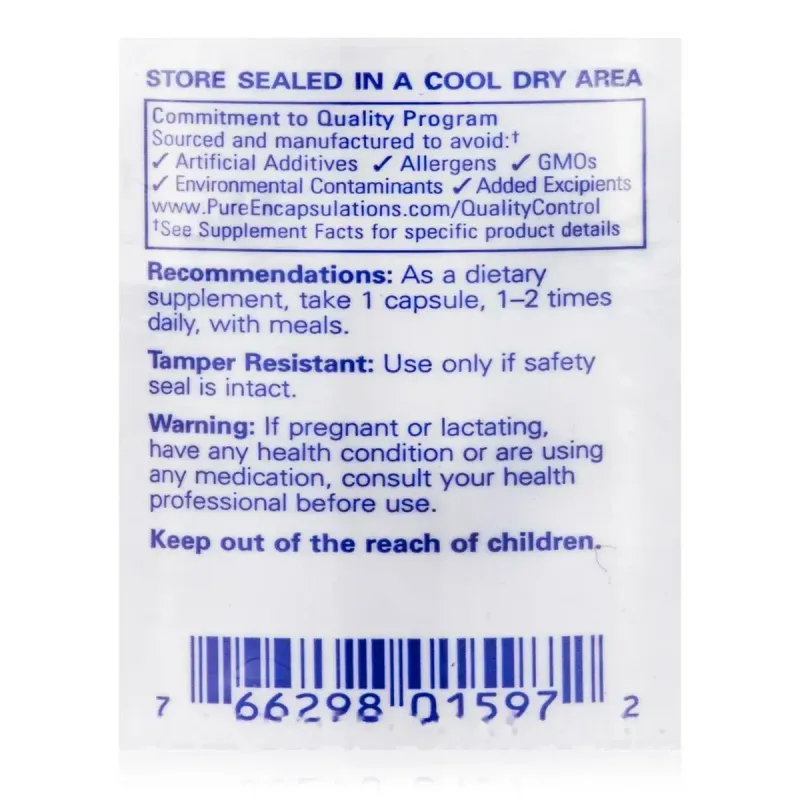 STORE SEALED IN A COOL DRY AREA
Commitment to Quality Program
Sourced and manufactured to avoid:†
✓ Artificial Additives ✓ Allergens ✓ GMOs
✓ Environmental Contaminants ✓ Added Excipients
www.PureEncapsulations.com/QualityControl
†See Supplement Facts for specific product details
Recommendations: As a dietary
supplement, take 1 capsule, 1–2 times
daily, with meals.
Tamper Resistant: Use only if safety
seal is intact.
Warning: If pregnant or lactating,
have any health condition or are using
any medication, consult your health
professional before use.
Keep out of the reach of children.
7 66298 01597 2